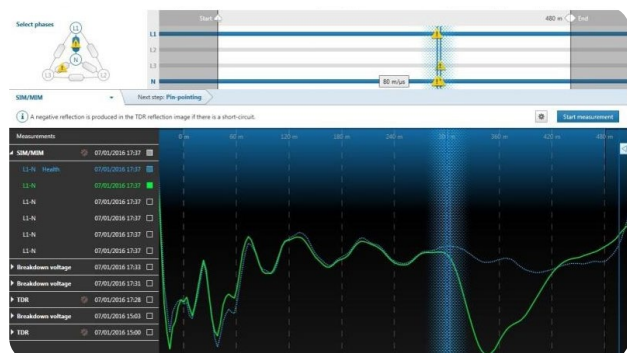 Select phases
L1
L3
N
L2
Start
480 m
End
L1
L2
L3
N
80 m/µs
SIM/MIM
Next step: Pin-pointing
A negative reflection is produced in the TDR reflection image if there is a short-circuit.
Start measurement
Measurements
0 m
60 m
120 m
180 m
240 m
300 m
360 m
420 m
480 m
SIM/MIM 07/01/2016 17:37
L1-N Health 07/01/2016 17:37
L1-N 07/01/2016 17:37
L1-N 07/01/2016 17:37
L1-N 07/01/2016 17:37
L1-N 07/01/2016 17:37
L1-N 07/01/2016 17:37
Breakdown voltage 07/01/2016 17:33
Breakdown voltage 07/01/2016 17:31
TDR 07/01/2016 17:28
Breakdown voltage 07/01/2016 15:03
TDR 07/01/2016 15:00